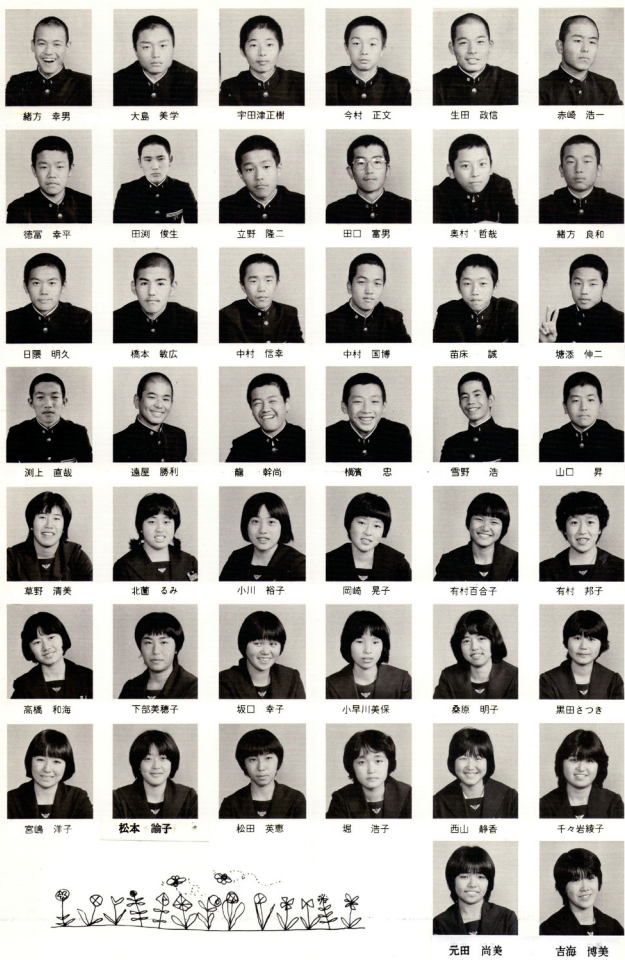 緒方 幸男 大島 美学 宇田津正樹 今村 正文 生田 政信 赤崎 浩一
徳冨 幸平 田渕 俊生 立野 隆二 田口 富男 奥村 哲哉 緒方 良和
日隈 明久 橋本 敏広 中村 信幸 中村 国博 苗床 誠 塘添 伸二
渕上 直哉 遠屋 勝利 龍 幹尚 横濱 忠 雪野 浩 山口 昇
草野 清美 北薗 るみ 小川 裕子 岡崎 晃子 有村百合子 有村 邦子
高橋 和海 下部美穂子 坂口 幸子 小早川美保 桑原 明子 黒田さつき
宮嶋 洋子 松本 諭子 松田 英恵 堀 浩子 西山 静香 千々岩綾子
元田 尚美 吉海 博美